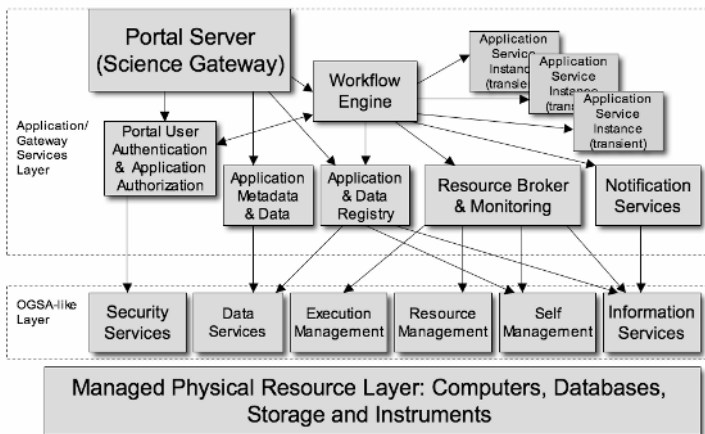 Portal Server
(Science Gateway)
Workflow
Engine
Application
Service
Instance
(transient)
Application
Service
Instance
Application
Service
Instance
(transient)
Application/
Gateway
Services
Layer
Portal User
Authentication
& Application
Authorization
Application
Metadata
& Data
Application
& Data
Registry
Resource Broker
& Monitoring
Notification
Services
OGSA-like
Layer
Security
Services
Data
Services
Execution
Management
Resource
Management
Self
Management
Information
Services
Managed Physical Resource Layer: Computers, Databases,
Storage and Instruments